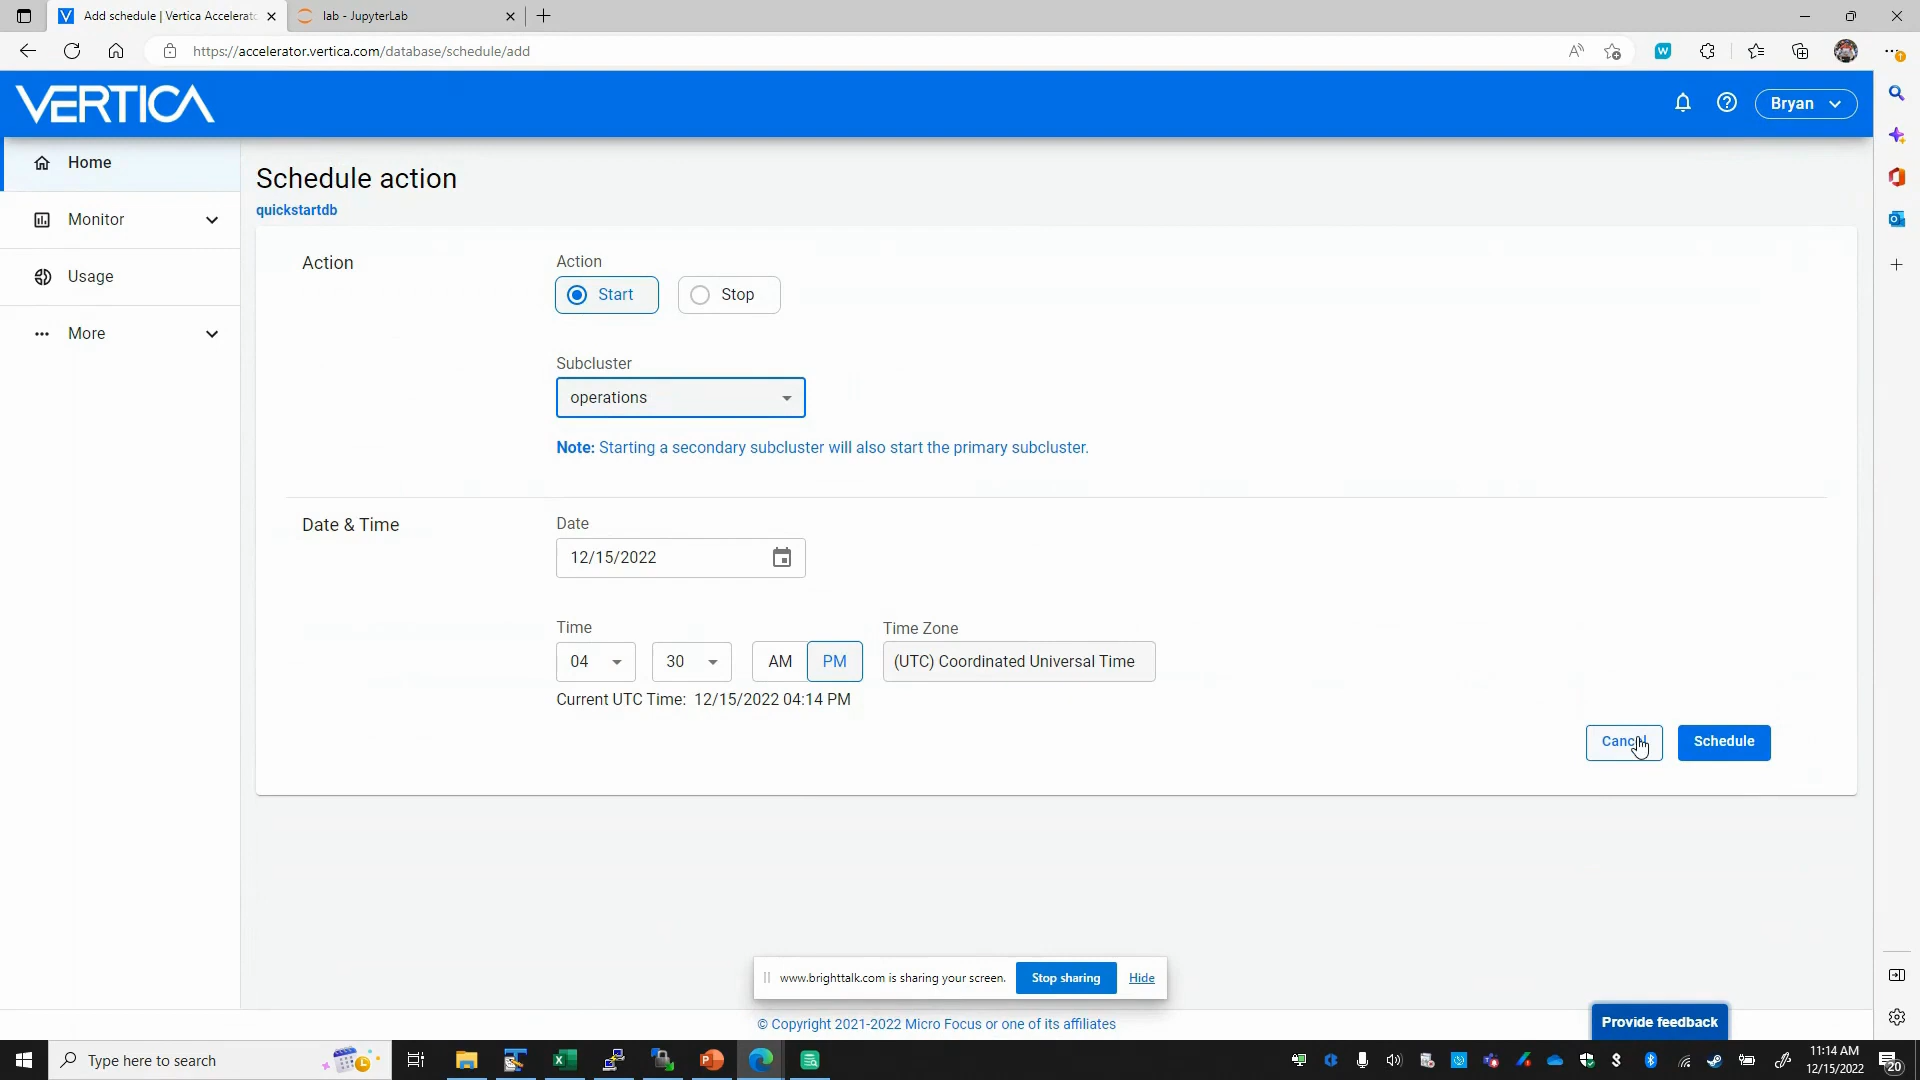 Add schedule | Vertica Accelerato
lab - JupyterLab
https://accelerator.vertica.com/database/schedule/add
VERTICA
Bryan
Home
Monitor
Usage
More
Schedule action
quickstartdb
Action
Action
Start
Stop
Subcluster
operations
Note: Starting a secondary subcluster will also start the primary subcluster.
Date & Time
Date
12/15/2022
Time
04
30
AM
PM
Time Zone
(UTC) Coordinated Universal Time
Current UTC Time: 12/15/2022 04:14 PM
Cancel
Schedule
www.brighttalk.com is sharing your screen.
Stop sharing
Hide
© Copyright 2021-2022 Micro Focus or one of its affiliates
Provide feedback
Type here to search
11:14 AM
12/15/2022
20